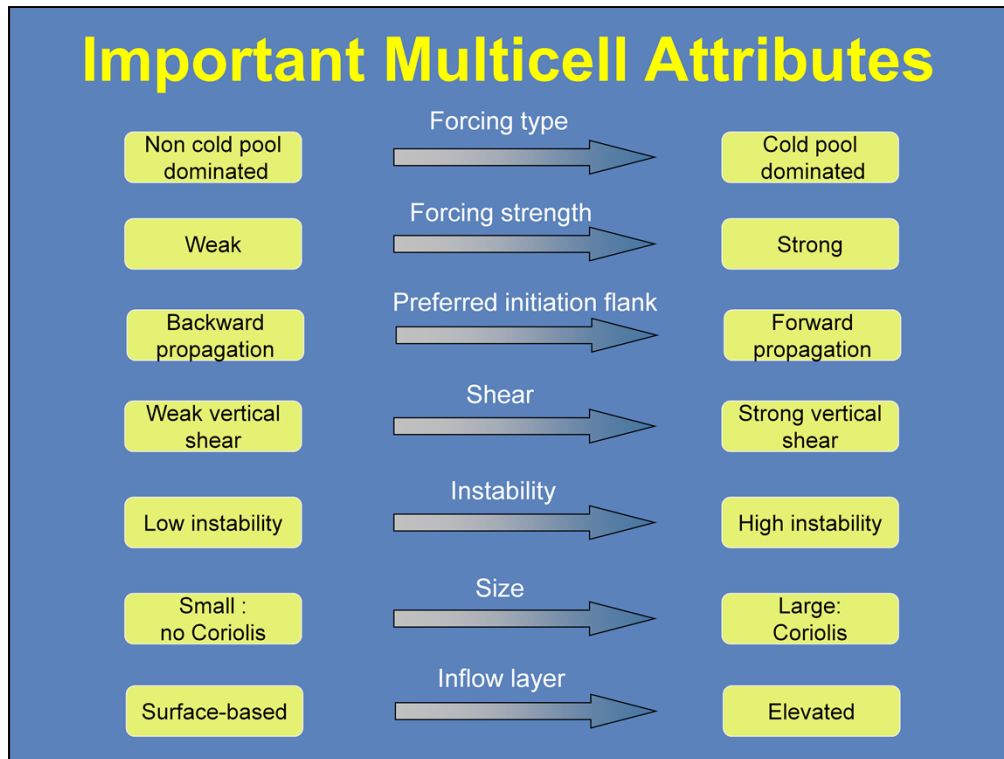 Important Multicell Attributes
Forcing type
Non cold pool
dominated
Cold pool
dominated
Forcing strength
Weak
Strong
Preferred initiation flank
Backward
propagation
Forward
propagation
Shear
Weak vertical
shear
Strong vertical
shear
Instability
Low instability
High instability
Size
Small :
no Coriolis
Large:
Coriolis
Inflow layer
Surface-based
Elevated